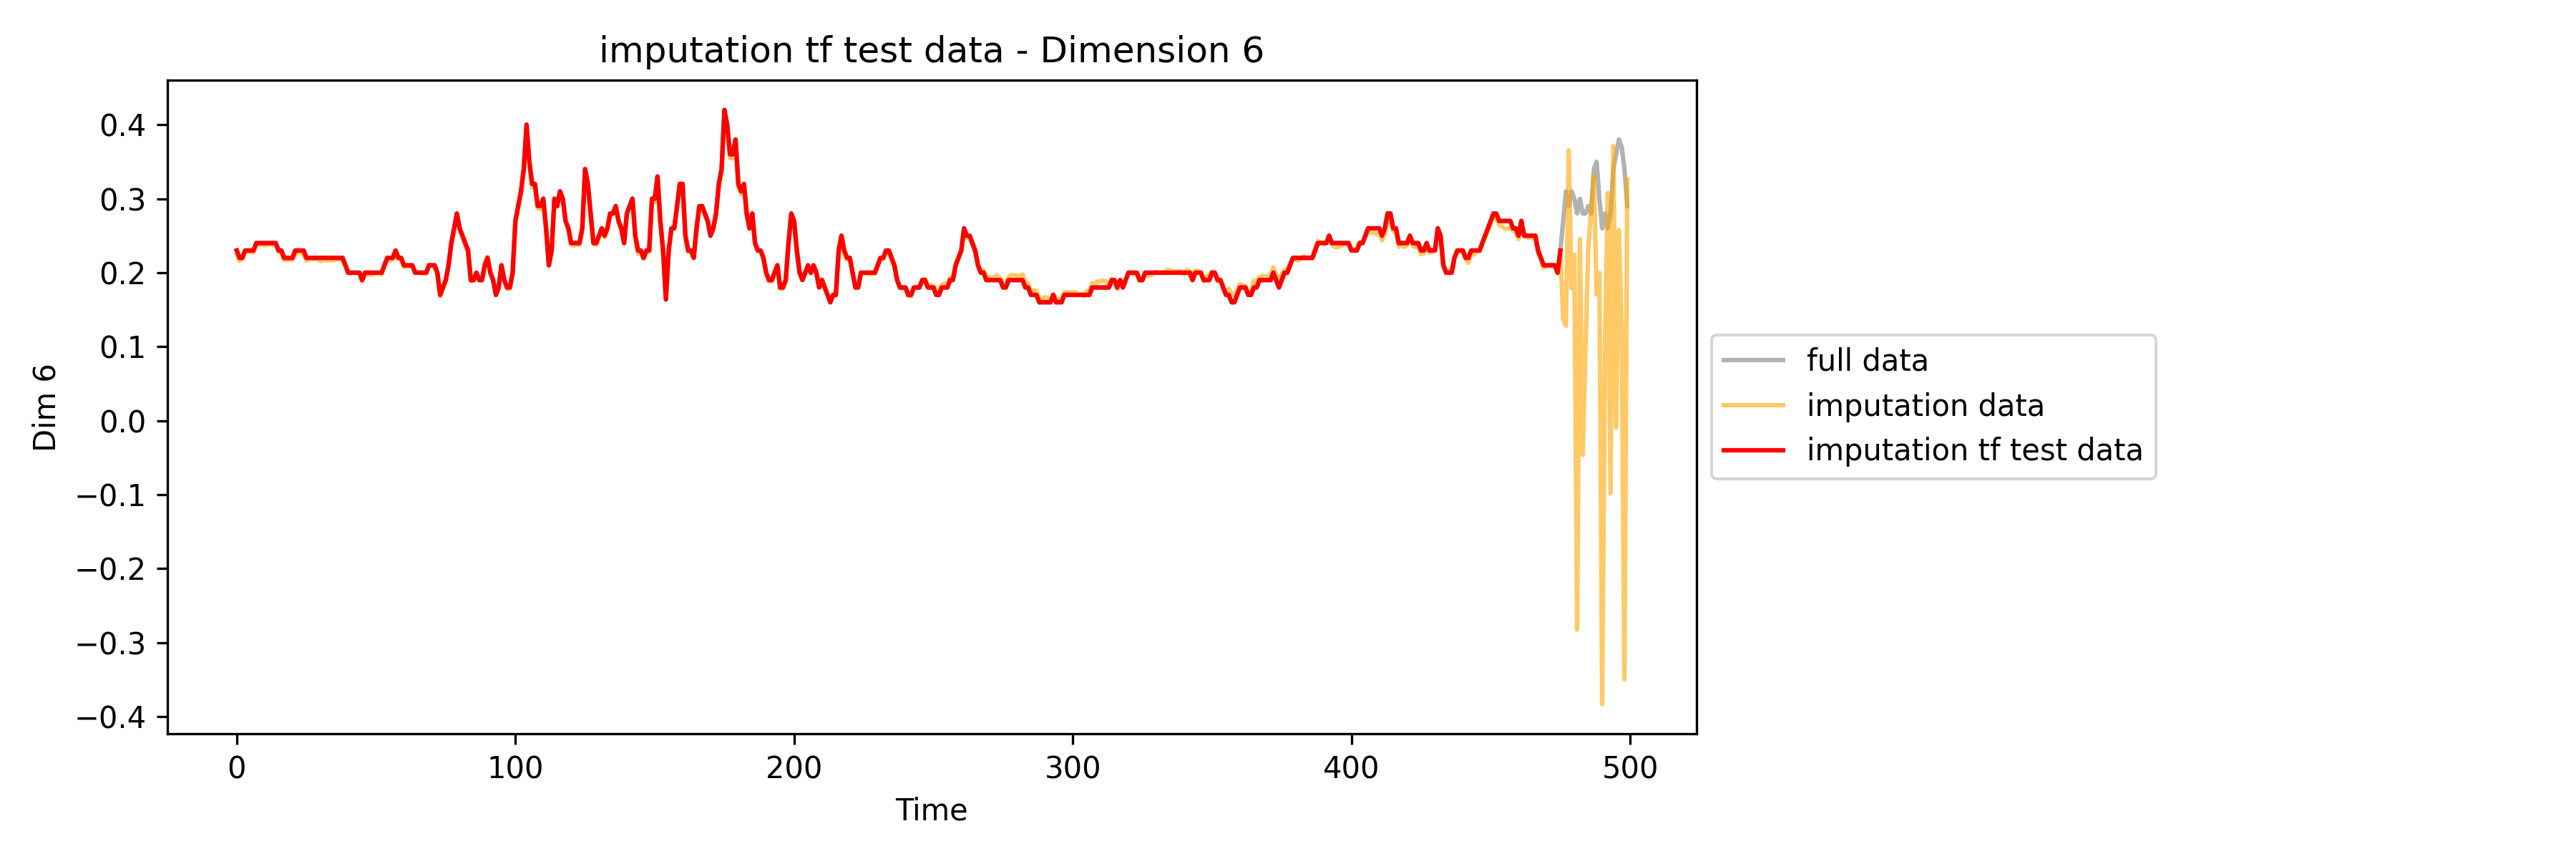 imputation tf test data - Dimension 6
0.4
0.3
0.2
0.1
0.0
−0.1
−0.2
−0.3
−0.4
Dim 6
0 100 200 300 400 500
Time
full data
imputation data
imputation tf test data